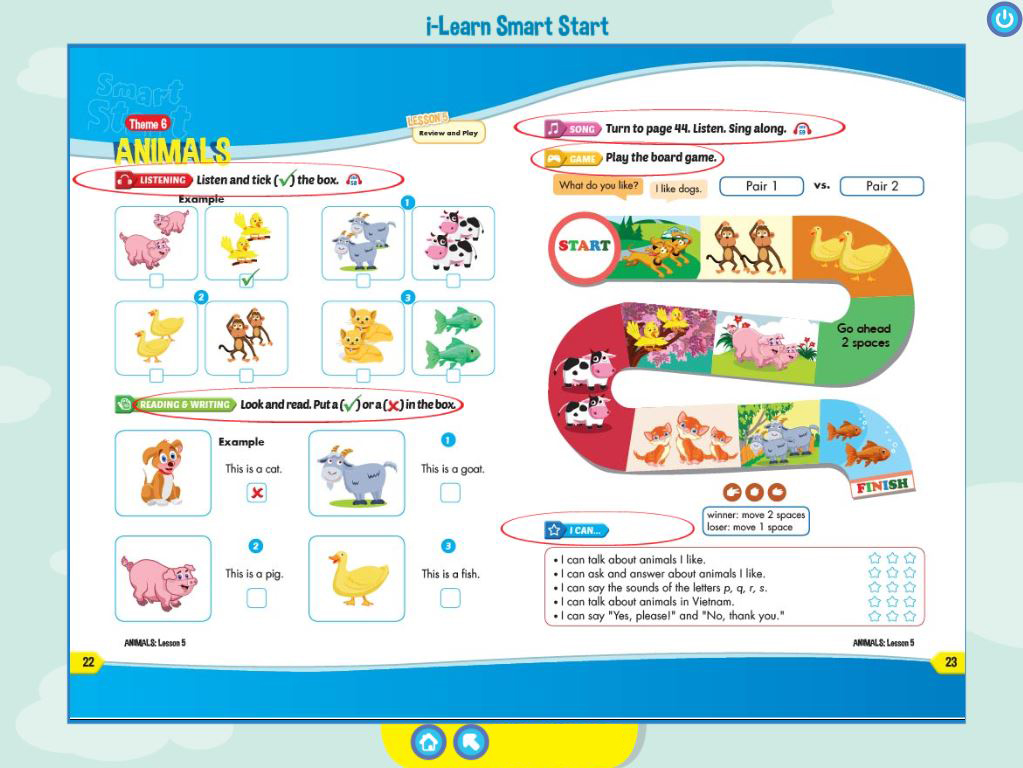 i-Learn Smart Start
Smart
Start
Theme 6
ANIMALS
LESSON 5
Review and Play
LISTENING Listen and tick (✓) the box.
Example
1
2
3
READING & WRITING Look and read. Put a (✓) or a (✗) in the box.
Example
This is a cat.
1
This is a goat.
2
This is a pig.
3
This is a fish.
ANIMALS: Lesson 5
22
SONG Turn to page 44. Listen. Sing along.
GAME Play the board game.
What do you like?
I like dogs.
Pair 1 vs. Pair 2
START
Go ahead
2 spaces
FINISH
winner: move 2 spaces
loser: move 1 space
I CAN...
• I can talk about animals I like.
• I can ask and answer about animals I like.
• I can say the sounds of the letters p, q, r, s.
• I can talk about animals in Vietnam.
• I can say "Yes, please!" and "No, thank you."
ANIMALS: Lesson 5
23